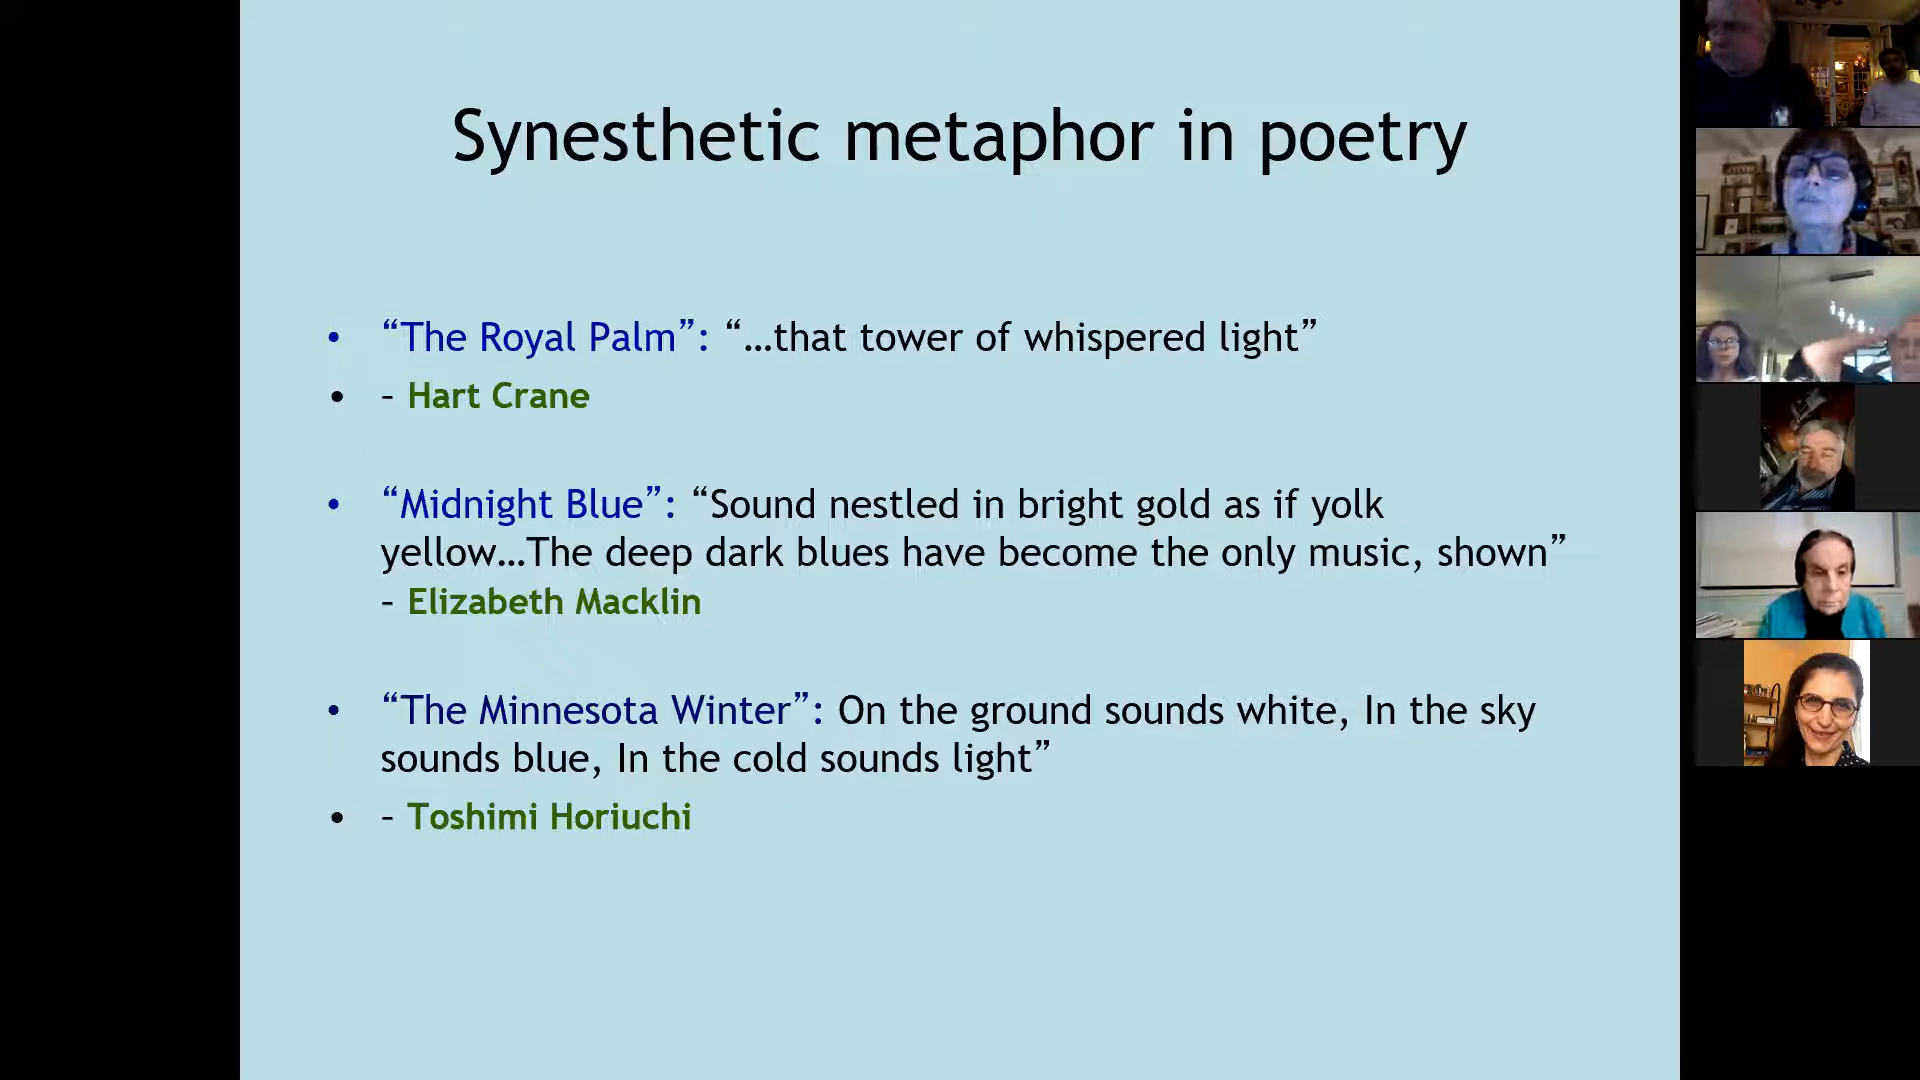 Synesthetic metaphor in poetry
• “The Royal Palm”: “…that tower of whispered light”
• – Hart Crane
• “Midnight Blue”: “Sound nestled in bright gold as if yolk
yellow…The deep dark blues have become the only music, shown”
– Elizabeth Macklin
• “The Minnesota Winter”: On the ground sounds white, In the sky
sounds blue, In the cold sounds light”
• – Toshimi Horiuchi